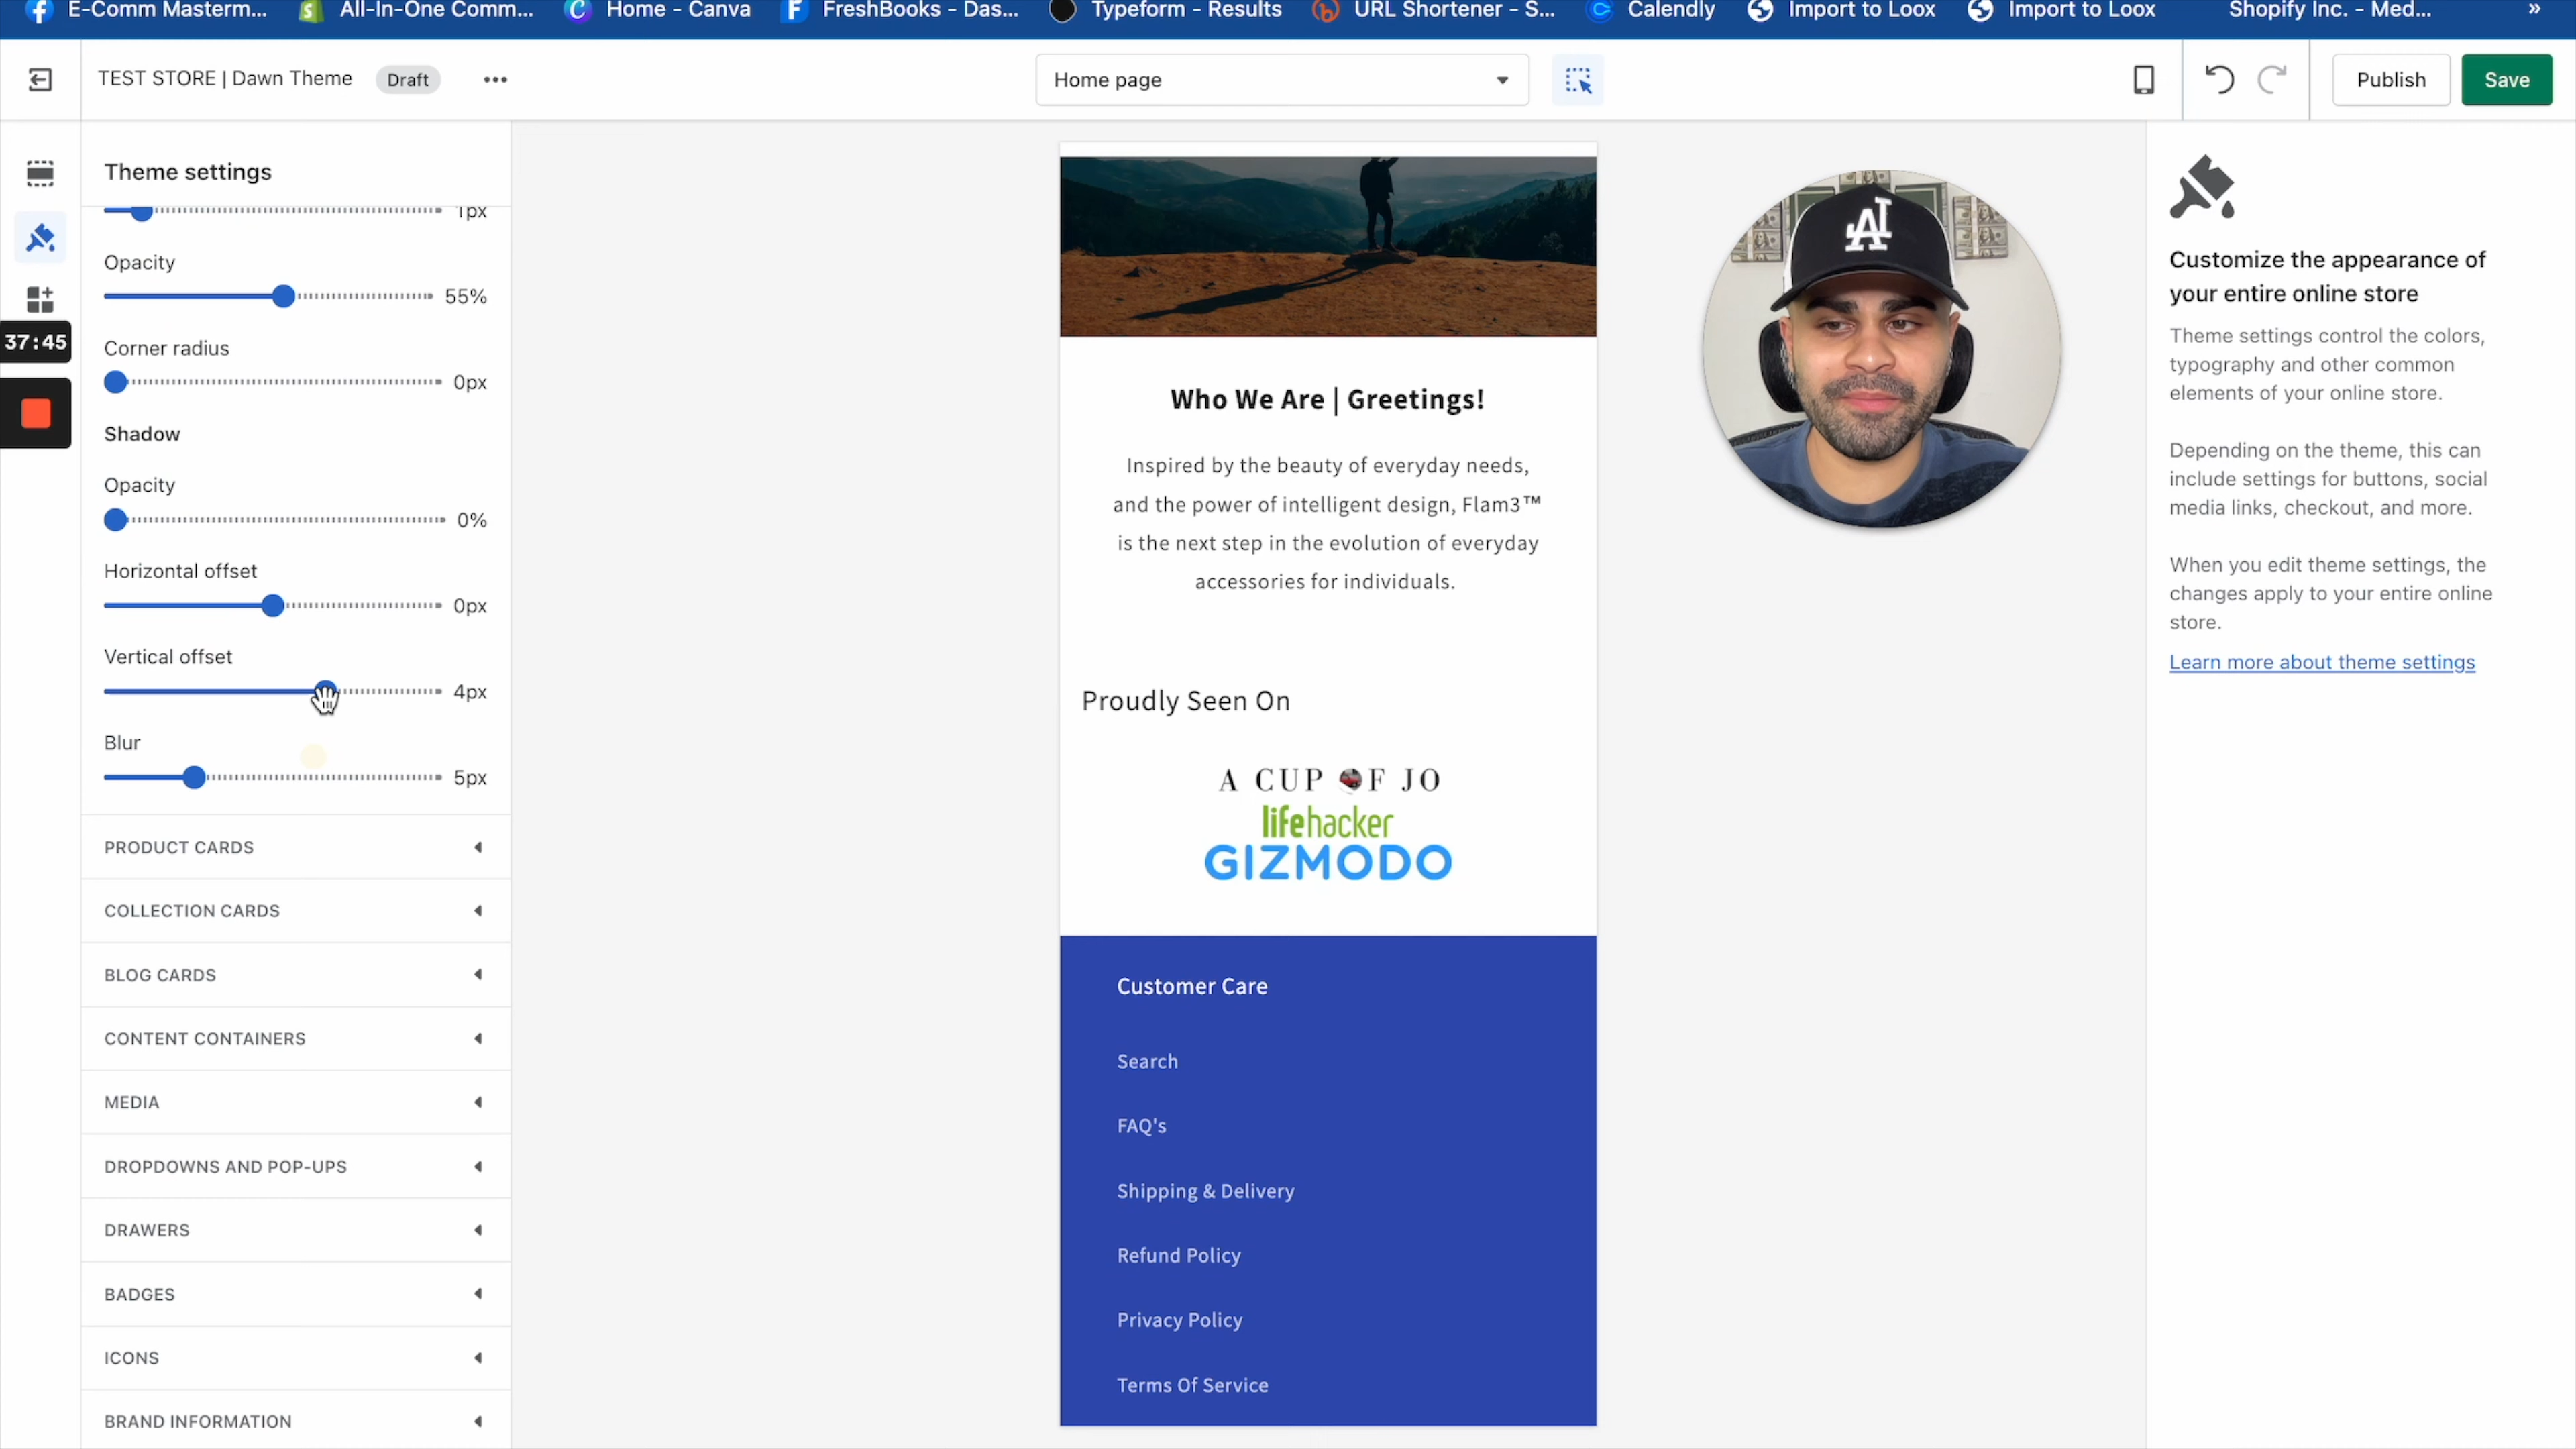 E-Comm Masterm...
All-In-One Comm...
Home - Canva
FreshBooks - Das...
Typeform - Results
URL Shortener - S...
Calendly
Import to Loox
Import to Loox
Shopify Inc. - Med...
»
TEST STORE | Dawn Theme
Draft
Home page
Publish
Save
Theme settings
1px
Opacity
55%
Corner radius
0px
Shadow
Opacity
0%
Horizontal offset
0px
Vertical offset
4px
Blur
5px
PRODUCT CARDS
COLLECTION CARDS
BLOG CARDS
CONTENT CONTAINERS
MEDIA
DROPDOWNS AND POP-UPS
DRAWERS
BADGES
ICONS
BRAND INFORMATION
37:45
Who We Are | Greetings!
Inspired by the beauty of everyday needs,
and the power of intelligent design, Flam3™
is the next step in the evolution of everyday
accessories for individuals.
Proudly Seen On
A CUP OF JO
lifehacker
GIZMODO
Customer Care
Search
FAQ's
Shipping & Delivery
Refund Policy
Privacy Policy
Terms Of Service
Customize the appearance of
your entire online store
Theme settings control the colors,
typography and other common
elements of your online store.
Depending on the theme, this can
include settings for buttons, social
media links, checkout, and more.
When you edit theme settings, the
changes apply to your entire online
store.
Learn more about theme settings